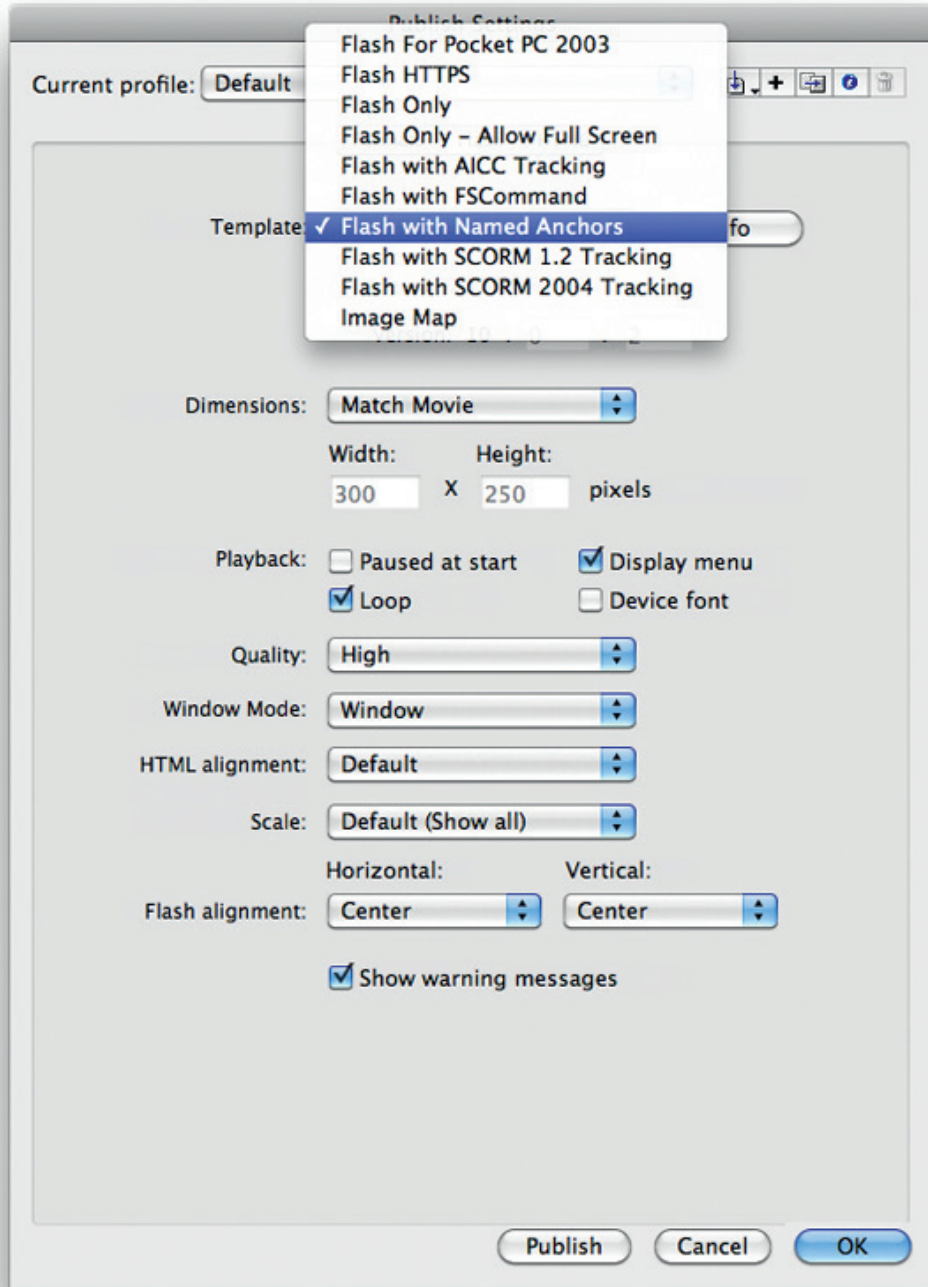 Publish Settings
Flash For Pocket PC 2003
Current profile: Default
Flash HTTPS
Flash Only
Flash Only – Allow Full Screen
Flash with AICC Tracking
Flash with FSCommand
Template: ✓ Flash with Named Anchors fo
Flash with SCORM 1.2 Tracking
Flash with SCORM 2004 Tracking
Image Map
Version: 10 . 0 . 2
Dimensions: Match Movie
Width: Height:
300 X 250 pixels
Playback: Paused at start Display menu
Loop Device font
Quality: High
Window Mode: Window
HTML alignment: Default
Scale: Default (Show all)
Horizontal: Vertical:
Flash alignment: Center Center
Show warning messages
Publish Cancel OK